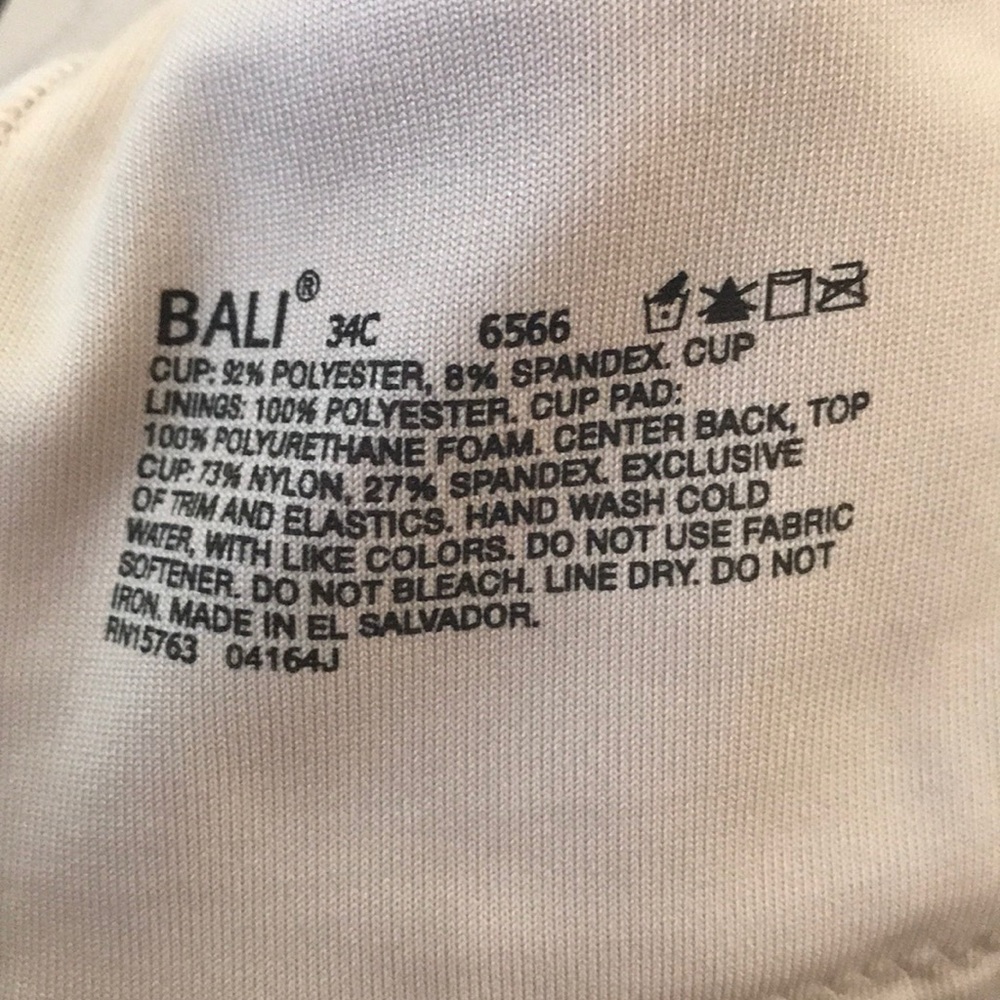 BALI® 34C 6566
CUP: 92% POLYESTER, 8% SPANDEX. CUP
LININGS: 100% POLYESTER. CUP PAD:
100% POLYURETHANE FOAM. CENTER BACK, TOP
CUP: 73% NYLON, 27% SPANDEX. EXCLUSIVE
OF TRIM AND ELASTICS. HAND WASH COLD
WATER, WITH LIKE COLORS. DO NOT USE FABRIC
SOFTENER. DO NOT BLEACH. LINE DRY. DO NOT
IRON. MADE IN EL SALVADOR.
RN15763 04164J